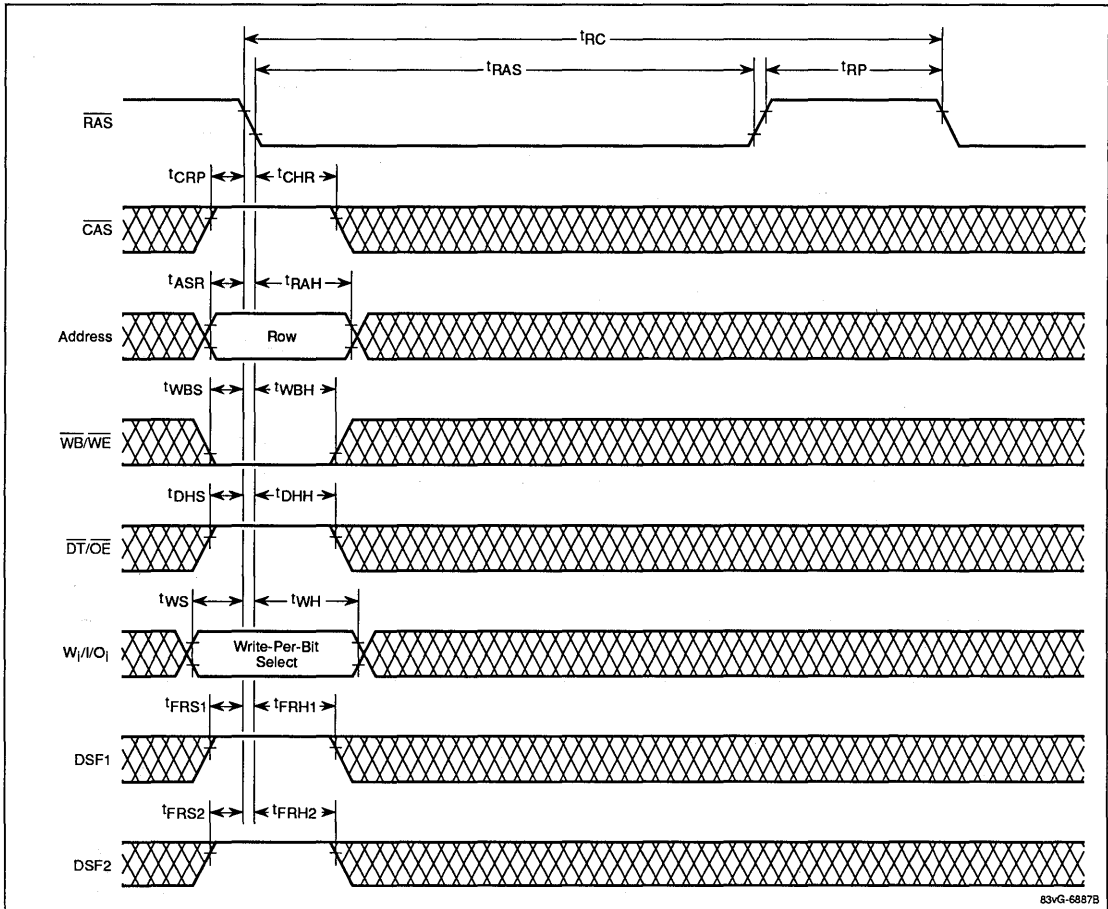 tRC
tRAS
tRP
RAS
tCRP
tCHR
CAS
tASR
tRAH
Address
Row
tWBS
tWBH
WB/WE
tDHS
tDHH
DT/OE
tWS
tWH
Wi/I/Oi
Write-Per-Bit
Select
tFRS1
tFRH1
DSF1
tFRS2
tFRH2
DSF2
83vG-6887B